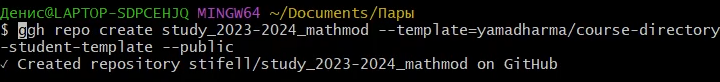 Денис@LAPTOP-SDPCEHJQ MINGW64 ~/Documents/Пары
$ ggh repo create study_2023-2024_mathmod --template=yamadharma/course-directory
-student-template --public
✓ Created repository stifell/study_2023-2024_mathmod on GitHub